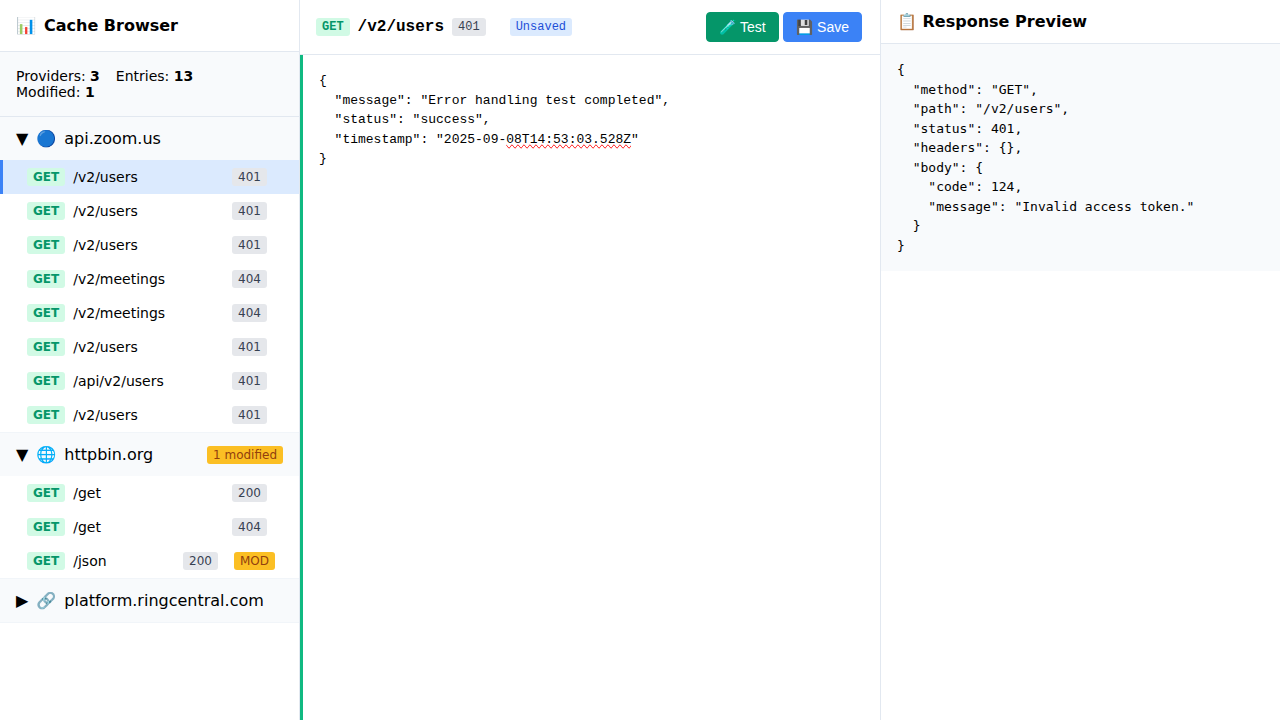 📊 Cache Browser
Providers: 3 Entries: 13
Modified: 1
▼ 🔵 api.zoom.us
GET /v2/users 401
GET /v2/users 401
GET /v2/users 401
GET /v2/meetings 404
GET /v2/meetings 404
GET /v2/users 401
GET /api/v2/users 401
GET /v2/users 401
▼ 🌐 httpbin.org 1 modified
GET /get 200
GET /get 404
GET /json 200 MOD
▶ 🔗 platform.ringcentral.com
GET /v2/users 401 Unsaved 🧪 Test 💾 Save
{
  "message": "Error handling test completed",
  "status": "success",
  "timestamp": "2025-09-08T14:53:03.528Z"
}
📋 Response Preview
{
  "method": "GET",
  "path": "/v2/users",
  "status": 401,
  "headers": {},
  "body": {
    "code": 124,
    "message": "Invalid access token."
  }
}